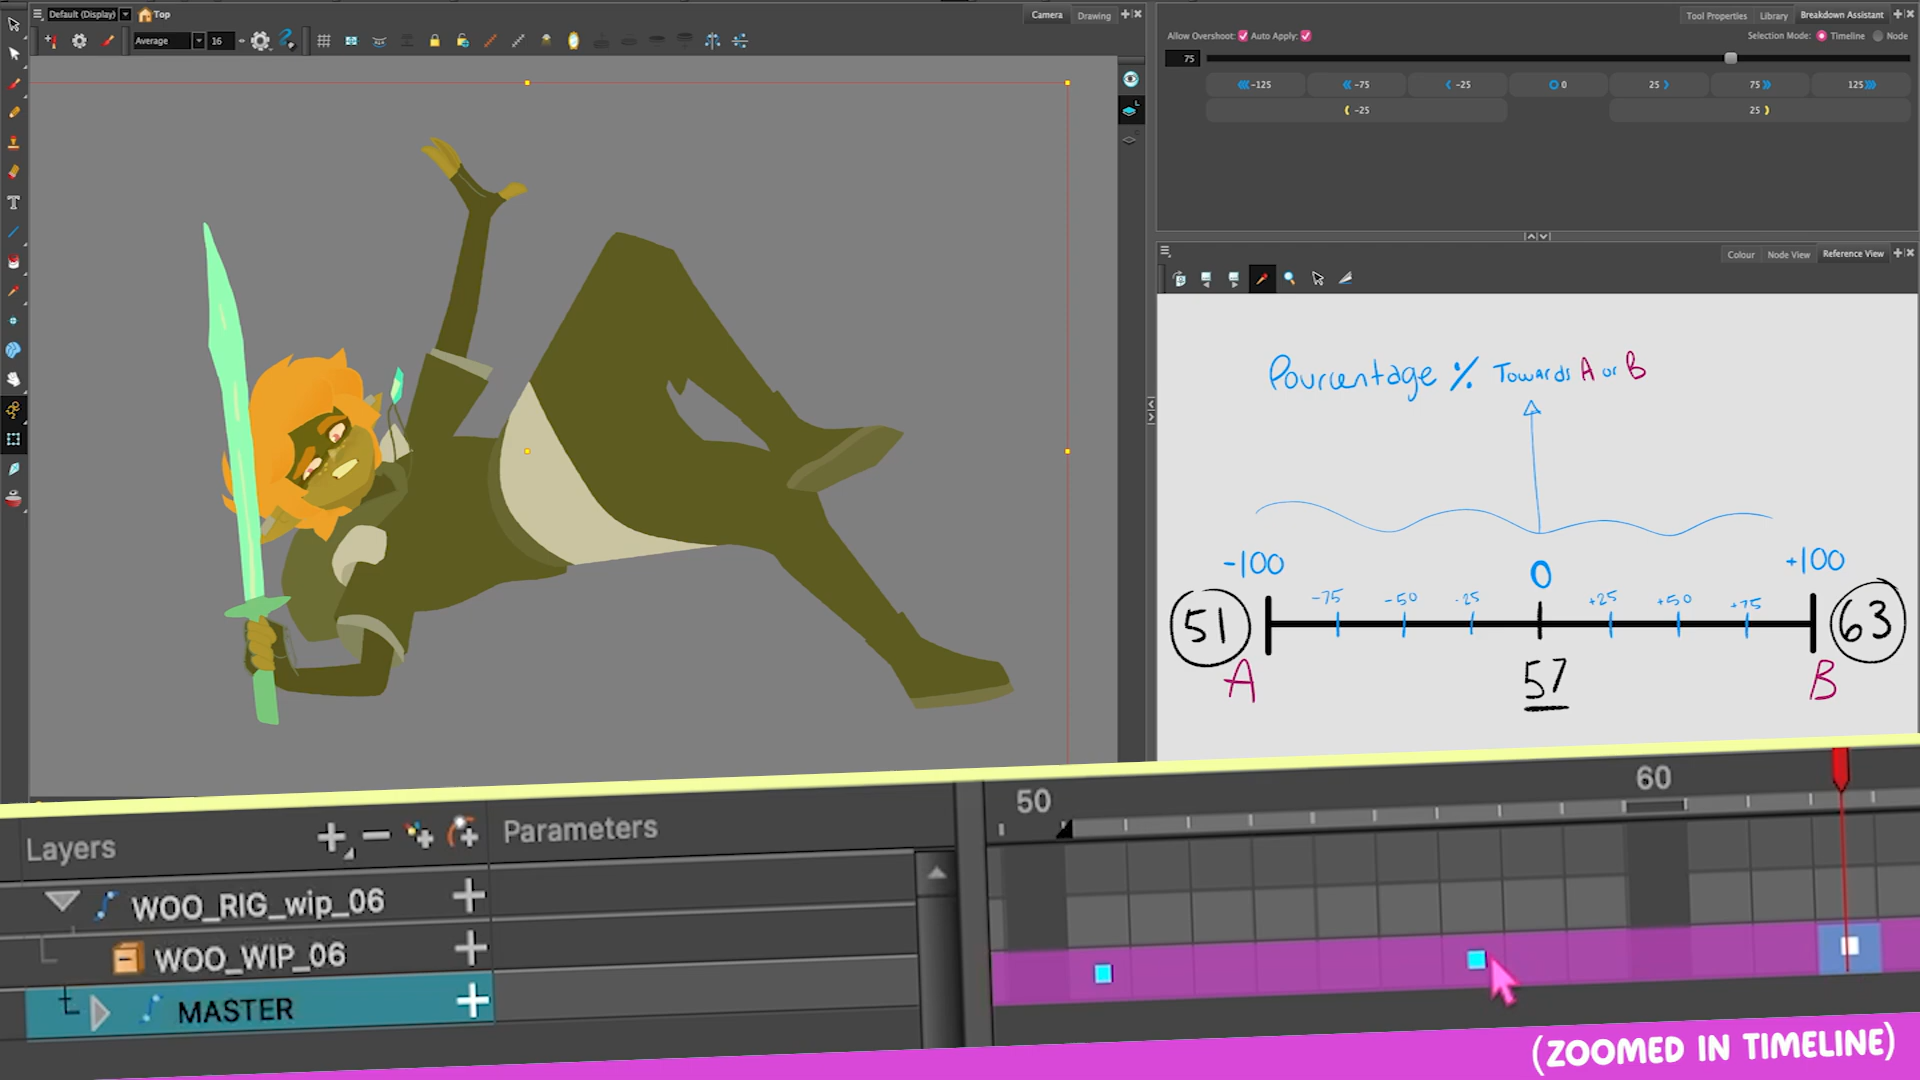 Default (Display)
Top
Camera
Drawing
Average
16
Tool Properties
Library
Breakdown Assistant
Allow Overshoot:
Auto Apply:
Selection Mode:
Timeline
Node
75
-125
-75
-25
0
25
75
125
-25
25
Colour
Node View
Reference View
Pourcentage % Towards A or B
-100
0
+100
-75
-50
-25
+25
+50
+75
51
63
A
57
B
50
60
Layers
Parameters
WOO_RIG_wip_06
WOO_WIP_06
MASTER
(ZOOMED IN TIMELINE)